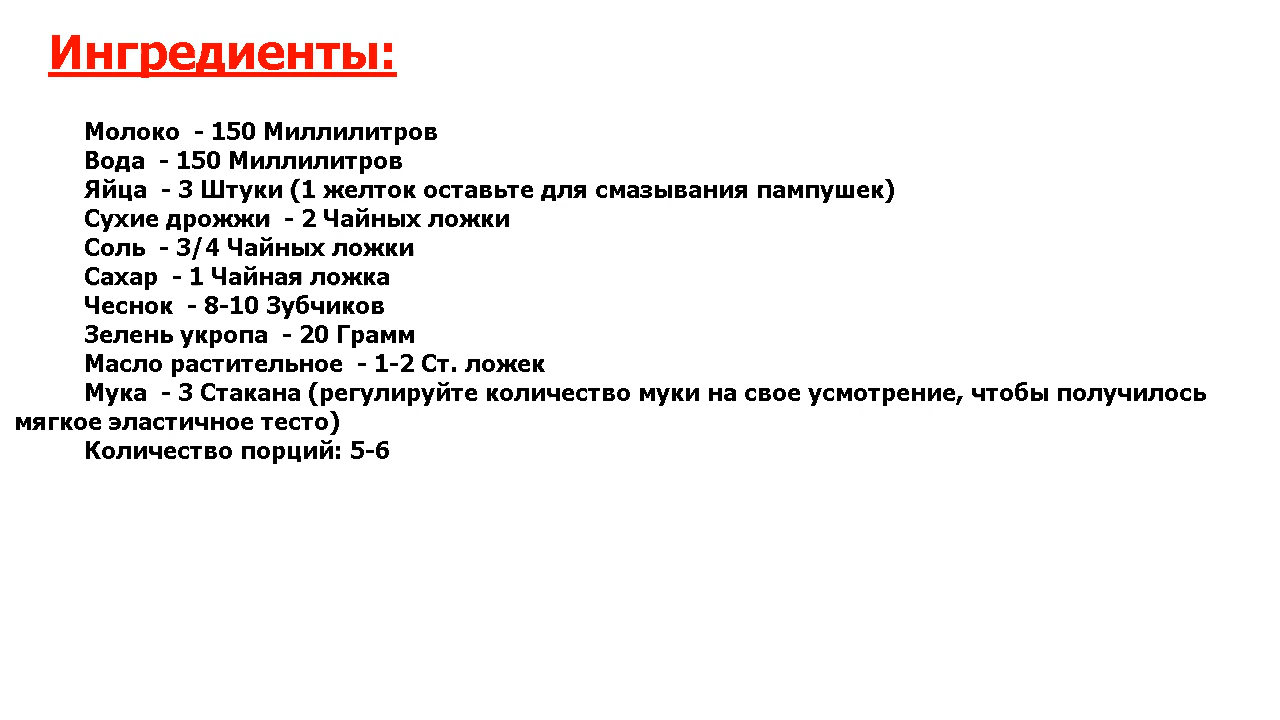 Ингредиенты:
Молоко - 150 Миллилитров
Вода - 150 Миллилитров
Яйца - 3 Штуки (1 желток оставьте для смазывания пампушек)
Сухие дрожжи - 2 Чайных ложки
Соль - 3/4 Чайных ложки
Сахар - 1 Чайная ложка
Чеснок - 8-10 Зубчиков
Зелень укропа - 20 Грамм
Масло растительное - 1-2 Ст. ложек
Мука - 3 Стакана (регулируйте количество муки на свое усмотрение, чтобы получилось
мягкое эластичное тесто)
Количество порций: 5-6